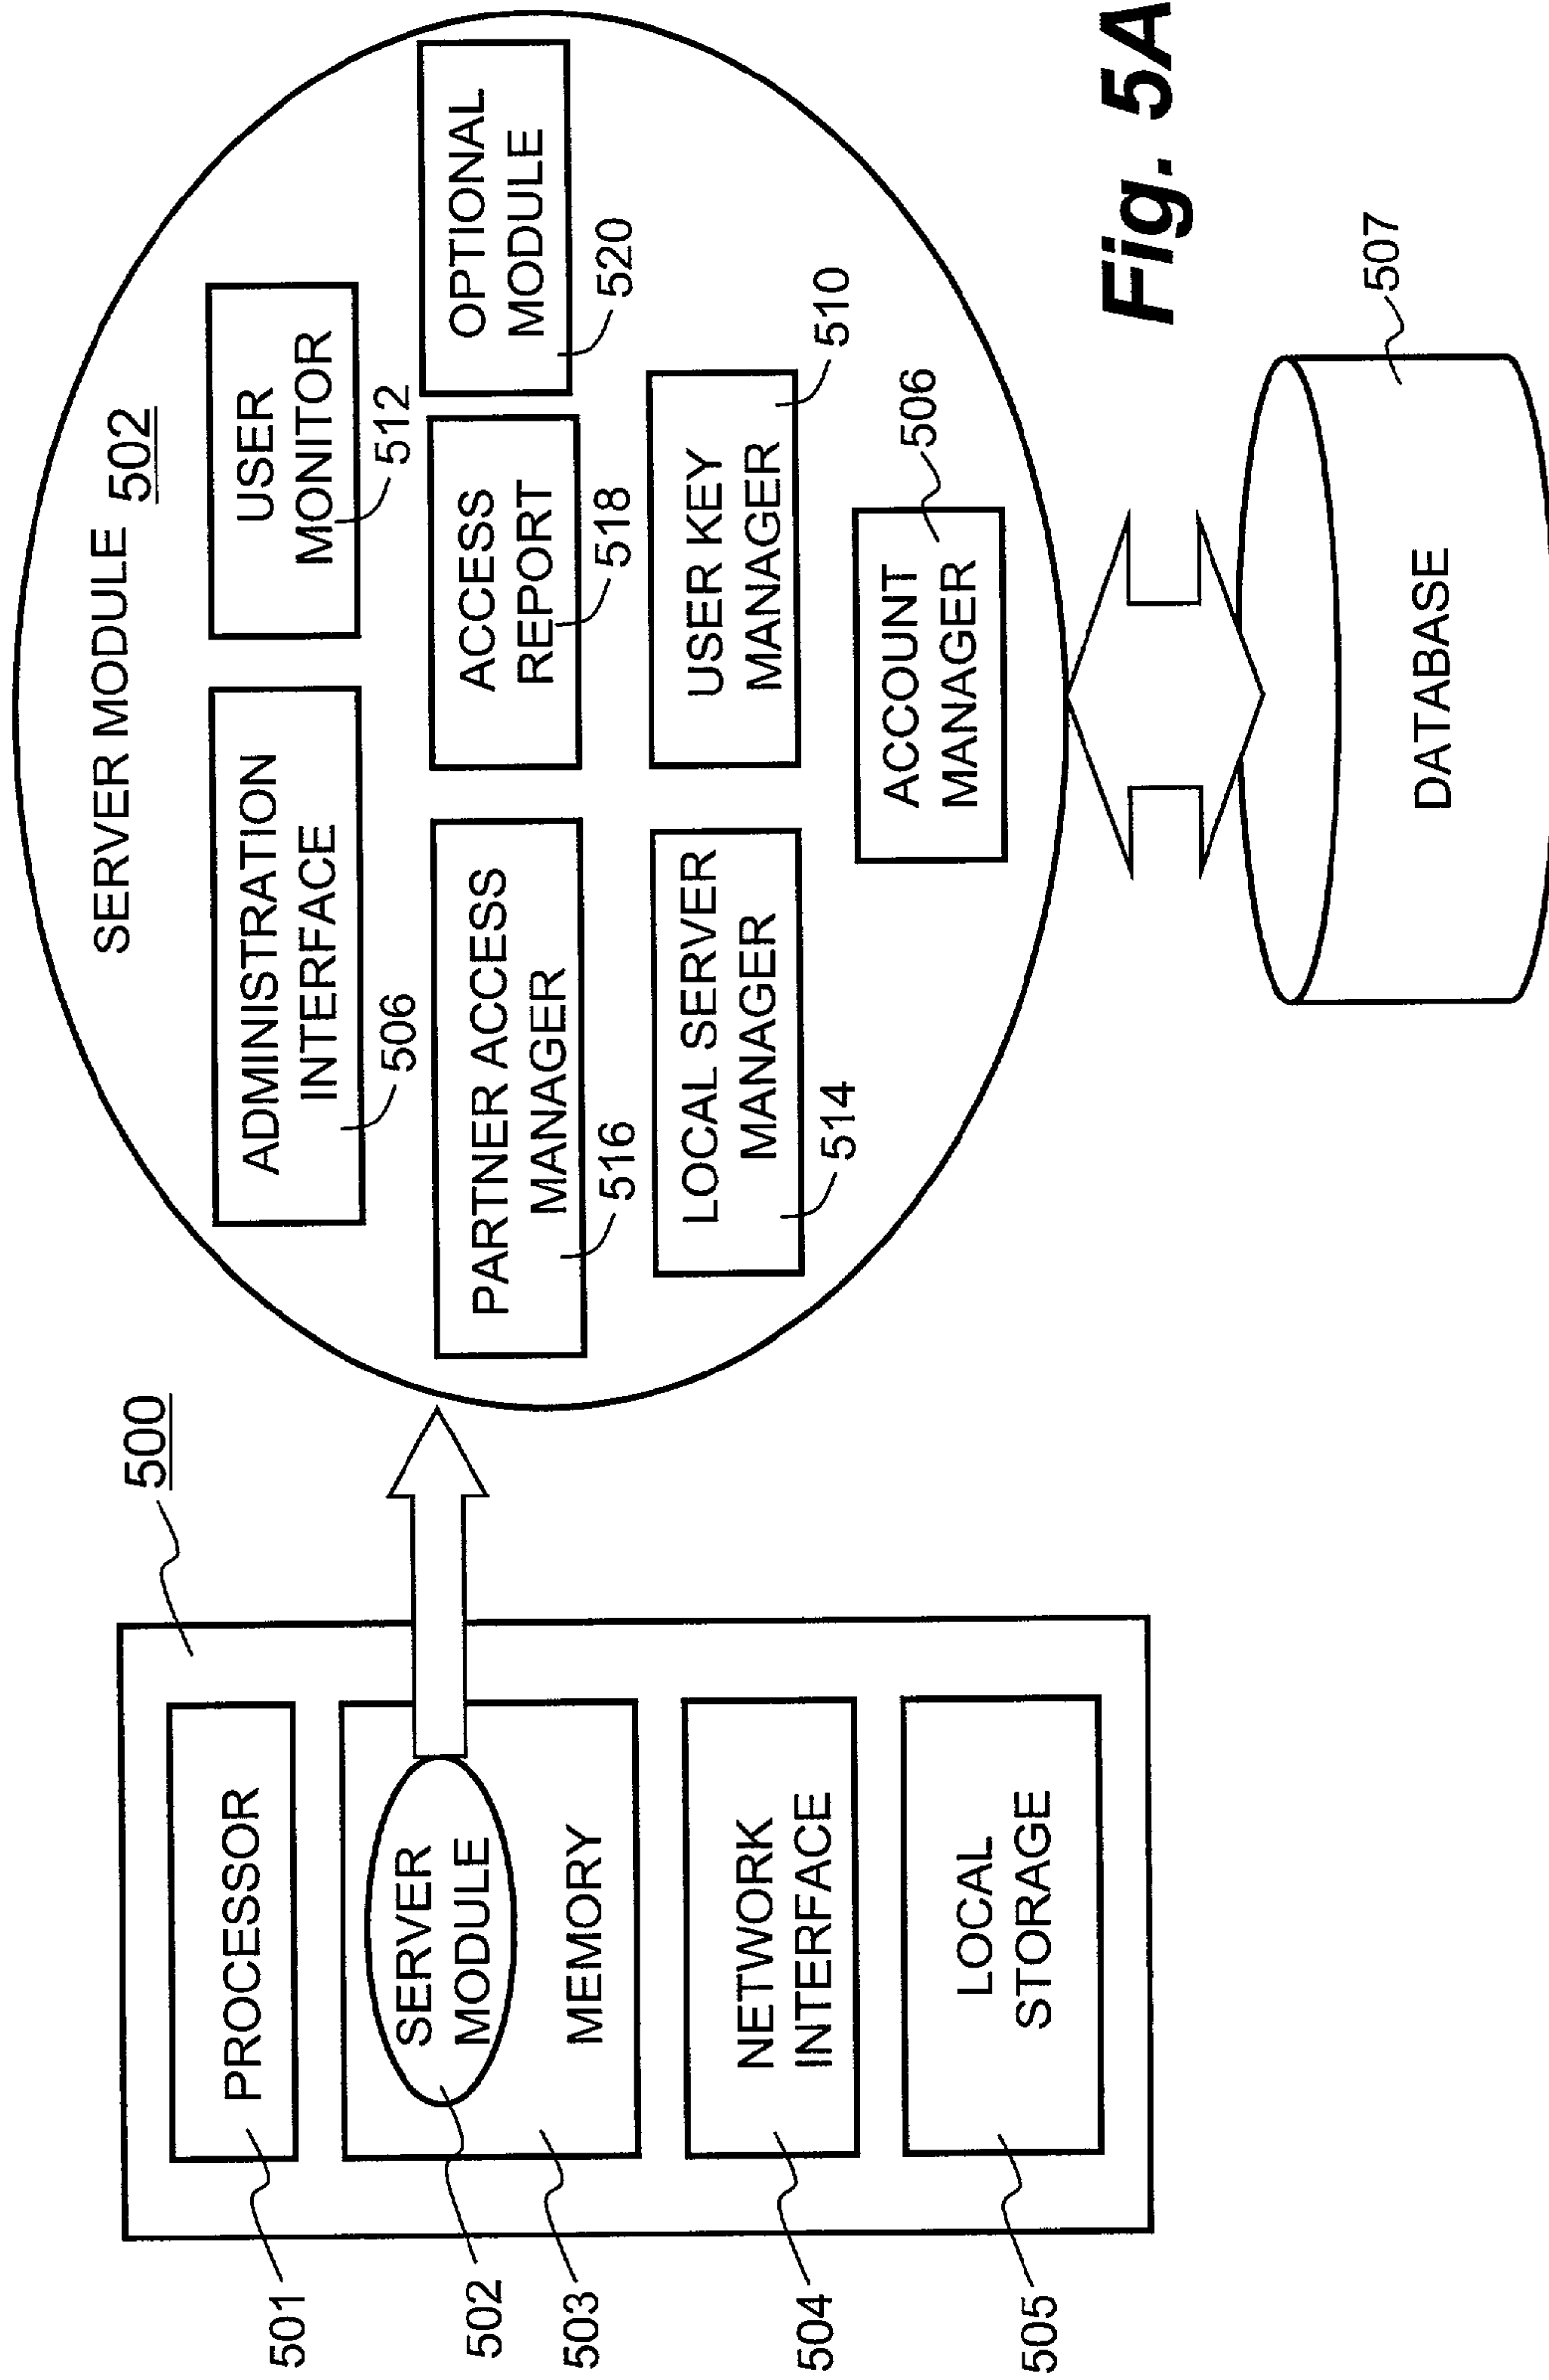 500
PROCESSOR
501
SERVER
MODULE
502
MEMORY
503
NETWORK
INTERFACE
504
LOCAL
STORAGE
505
SERVER MODULE 502
ADMINISTRATION
INTERFACE
506
USER
MONITOR
512
PARTNER ACCESS
MANAGER
516
ACCESS
REPORT
518
OPTIONAL
MODULE
520
LOCAL SERVER
MANAGER
514
USER KEY
MANAGER
510
ACCOUNT
MANAGER
506
DATABASE
507
Fig. 5A